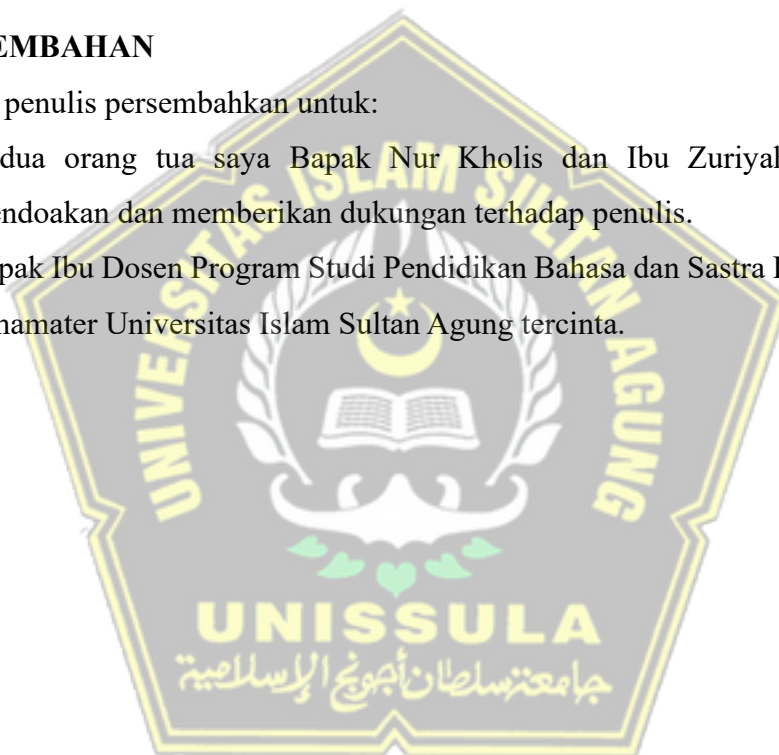 EMBAHAN
penulis persembahkan untuk:
dua orang tua saya Bapak Nur Kholis dan Ibu Zuriyah
endoakan dan memberikan dukungan terhadap penulis.
pak Ibu Dosen Program Studi Pendidikan Bahasa dan Sastra
namater Universitas Islam Sultan Agung tercinta.
UNIVERSITAS ISLAM SULTAN AGUNG
UNISSULA
جامعة سلطان أجونج الإسلامية